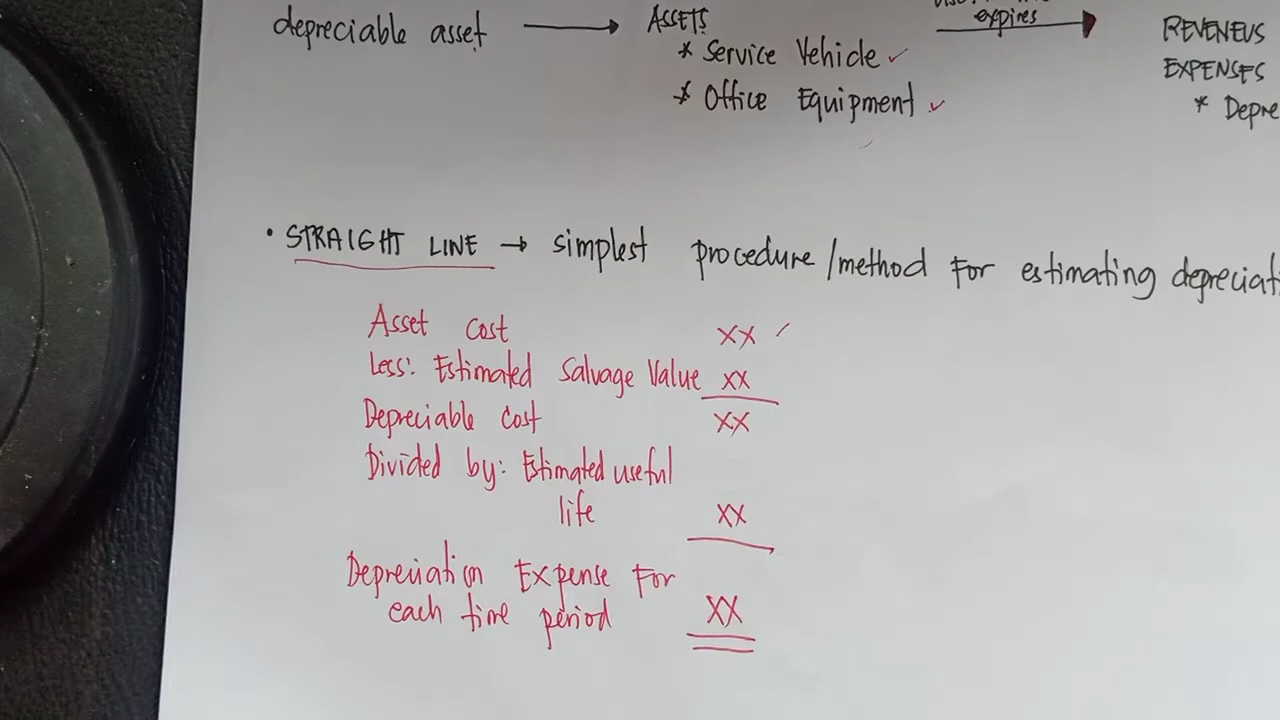 depreciable asset → ASSETS
* Service Vehicle ✓
* Office Equipment ✓
expires
REVENEUS
EXPENSES
* Depre
• STRAIGHT LINE → simplest procedure/method for estimating depreciati
Asset cost XX
Less: Estimated Salvage Value XX
Depreciable cost XX
Divided by: Estimated useful
life XX
Depreciation Expense For
each time period XX